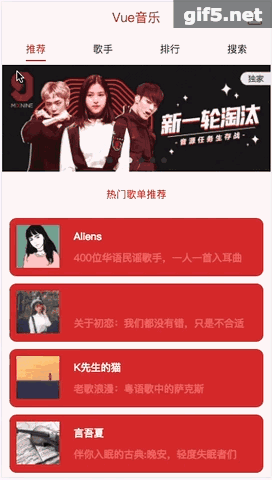 gif5.net
Vue音乐
推荐 歌手 排行 搜索
独家
新一轮淘汰
音源任务生存战
热门歌单推荐
Aliens
400位华语民谣歌手，一人一首入耳曲
关于初恋：我们都没有错，只是不合适
K先生的猫
老歌浪漫：粤语歌中的萨克斯
言吾夏
伴你入眠的古典:晚安，轻度失眠者们